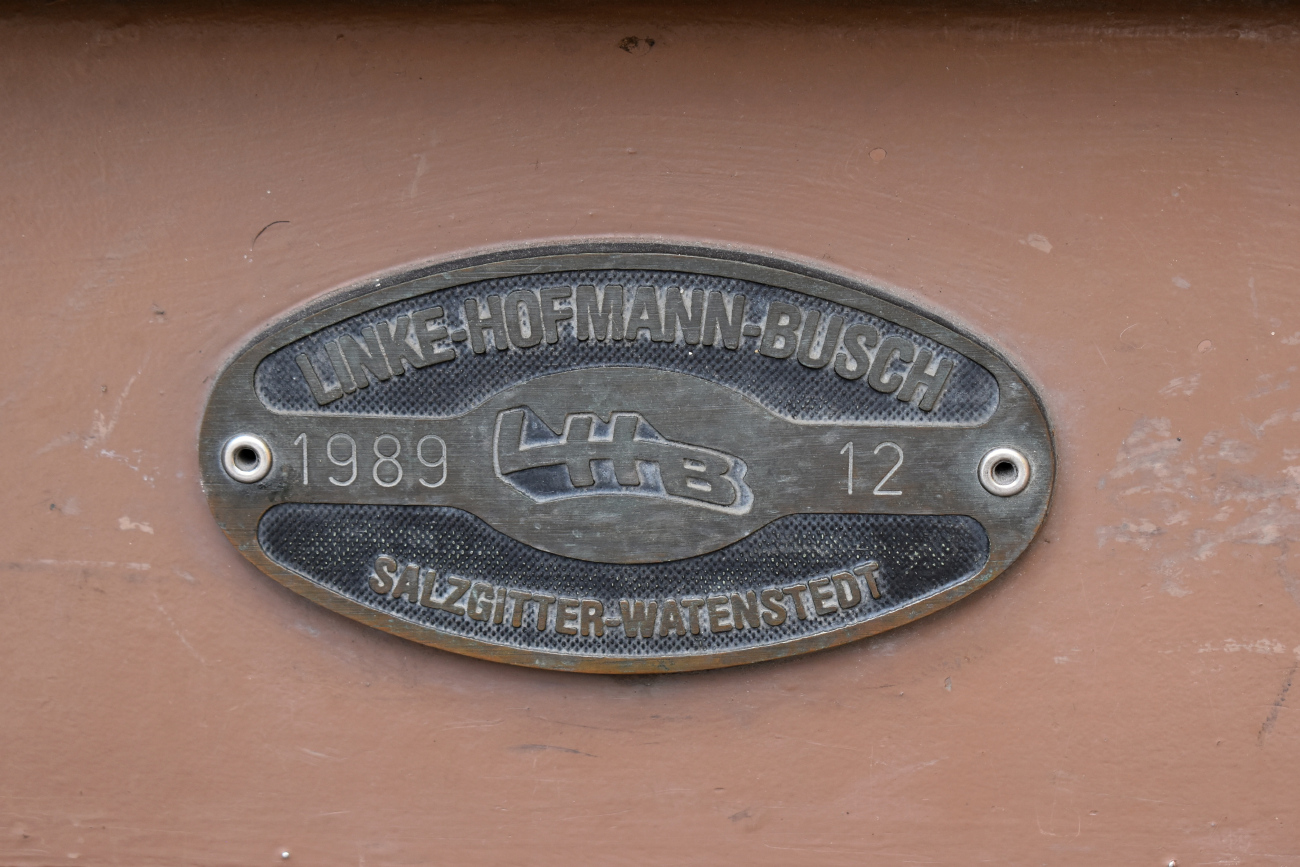 LINKE-HOFMANN-BUSCH
1989 LHB 12
SALZGITTER-WATENSTEDT